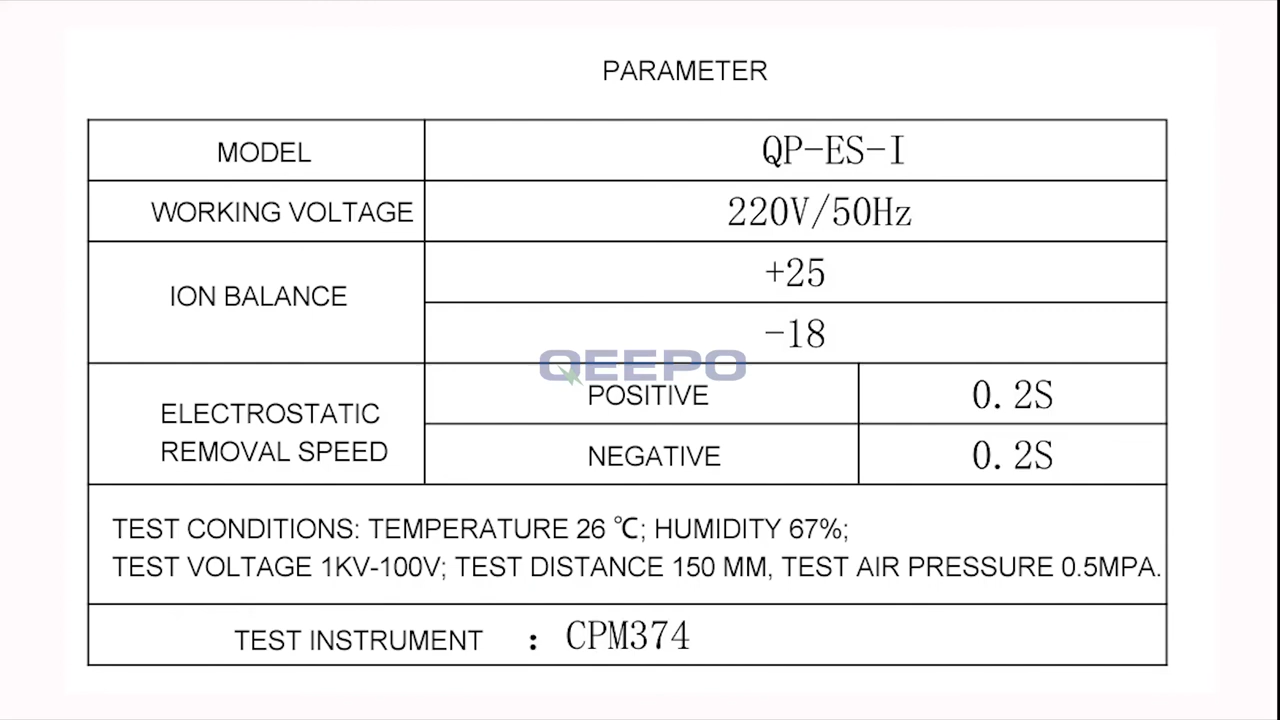 PARAMETER
MODEL QP-ES-I
WORKING VOLTAGE 220V/50Hz
ION BALANCE
+25
-18
QEEPO
ELECTROSTATIC
REMOVAL SPEED
POSITIVE 0.2S
NEGATIVE 0.2S
TEST CONDITIONS: TEMPERATURE 26 ℃; HUMIDITY 67%;
TEST VOLTAGE 1KV-100V; TEST DISTANCE 150 MM, TEST AIR PRESSURE 0.5MPA.
TEST INSTRUMENT : CPM374